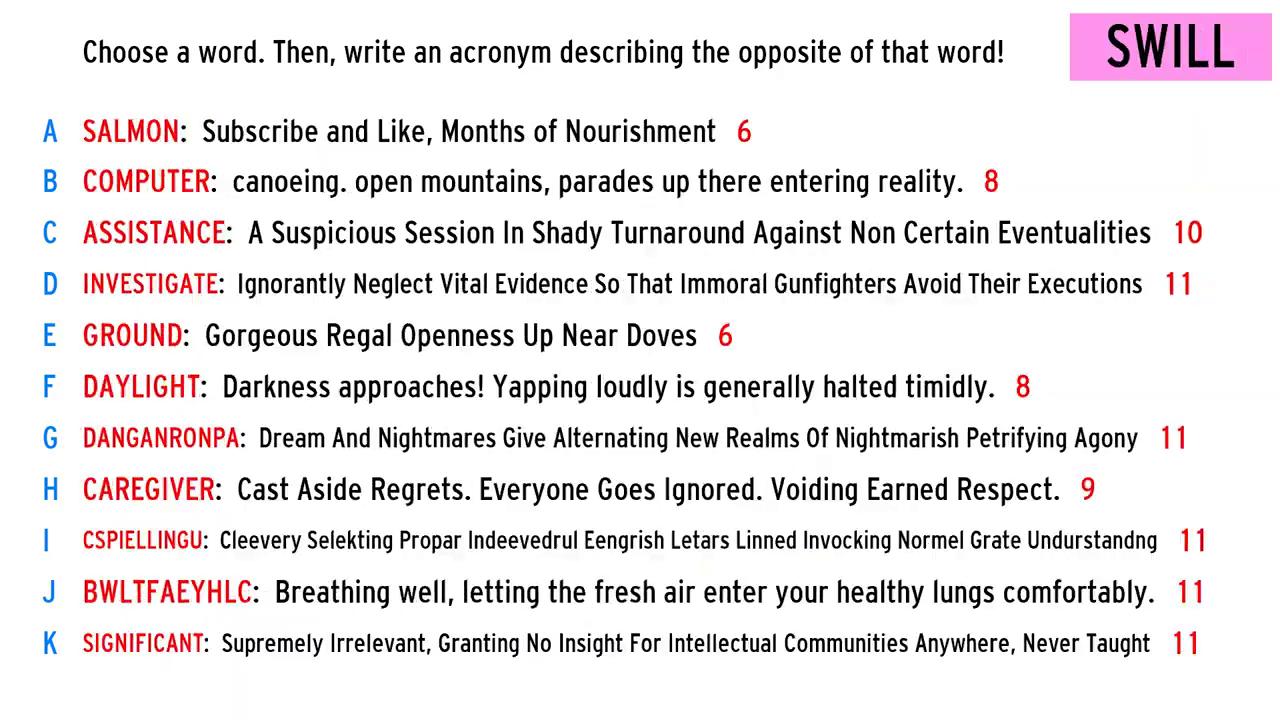 Choose a word. Then, write an acronym describing the opposite of that word!
SWILL
A SALMON: Subscribe and Like, Months of Nourishment 6
B COMPUTER: canoeing. open mountains, parades up there entering reality. 8
C ASSISTANCE: A Suspicious Session In Shady Turnaround Against Non Certain Eventualities 10
D INVESTIGATE: Ignorantly Neglect Vital Evidence So That Immoral Gunfighters Avoid Their Executions 11
E GROUND: Gorgeous Regal Openness Up Near Doves 6
F DAYLIGHT: Darkness approaches! Yapping loudly is generally halted timidly. 8
G DANGANRONPA: Dream And Nightmares Give Alternating New Realms Of Nightmarish Petrifying Agony 11
H CAREGIVER: Cast Aside Regrets. Everyone Goes Ignored. Voiding Earned Respect. 9
I CSPIELLINGU: Cleevery Selekting Propar Indeevedrul Eengrish Letars Linned Invocking Normel Grate Undurstandng 11
J BWLTFAEYHLC: Breathing well, letting the fresh air enter your healthy lungs comfortably. 11
K SIGNIFICANT: Supremely Irrelevant, Granting No Insight For Intellectual Communities Anywhere, Never Taught 11